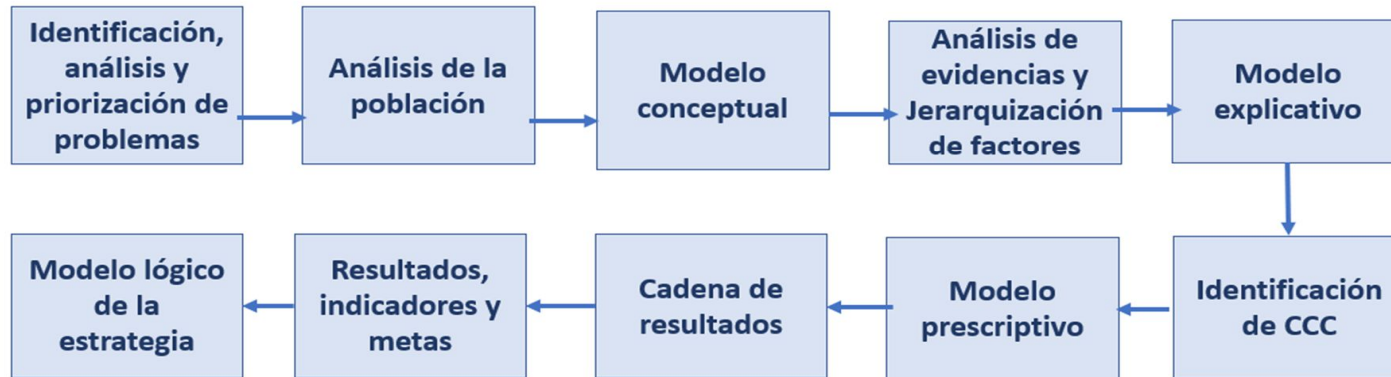 Identificación,
análisis y
priorización de
problemas
Análisis de la
población
Modelo
conceptual
Análisis de
evidencias y
Jerarquización
de factores
Modelo
explicativo
Identificación
de CCC
Modelo
prescriptivo
Cadena de
resultados
Resultados,
indicadores y
metas
Modelo lógico
de la
estrategia